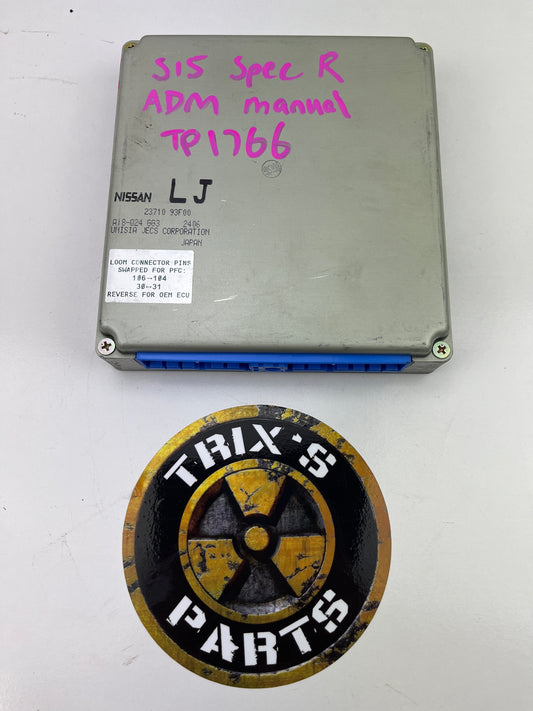 S15 Spec R
ADM manual
TP1766
NISSAN LJ
23710 93F00
A18-024 GG3 2406
UNISIA JECS CORPORATION
JAPAN
LOOM CONNECTOR PINS
SWAPPED FOR PFC:
106↔104
30↔31
REVERSE FOR OEM ECU
TRIX'S
PARTS